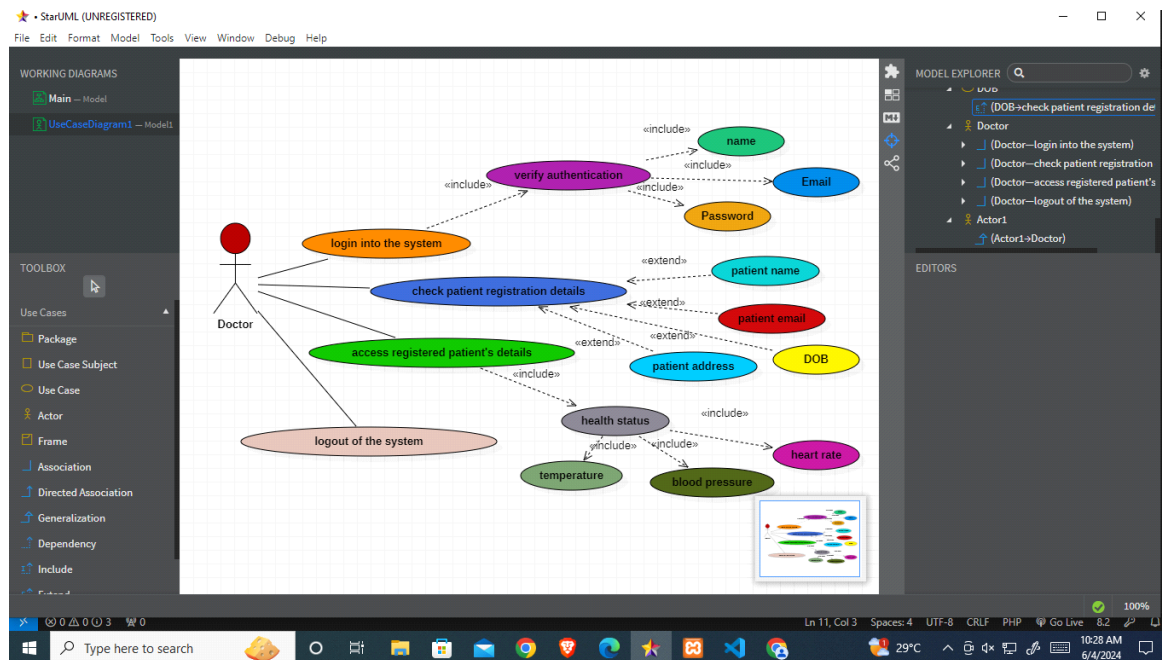 StarUML (UNREGISTERED)
File Edit Format Model Tools View Window Debug Help
WORKING DIAGRAMS
Main — Model
UseCaseDiagram1 — Model1
TOOLBOX
Use Cases
Package
Use Case Subject
Use Case
Actor
Frame
Association
Directed Association
Generalization
Dependency
Include
Extend
«include»
name
«include»
verify authentication
Email
«include»
«include»
Password
login into the system
«extend»
patient name
check patient registration details
«extend»
patient email
Doctor
«extend»
«extend»
access registered patient's details
DOB
patient address
«include»
health status
«include»
logout of the system
«include»
«include»
heart rate
temperature
blood pressure
MODEL EXPLORER
DOB
(DOB→check patient registration de
Doctor
(Doctor—login into the system)
(Doctor—check patient registration
(Doctor—access registered patient's
(Doctor—logout of the system)
Actor1
(Actor1→Doctor)
EDITORS
100%
0 0 3 0
Ln 11, Col 3 Spaces: 4 UTF-8 CRLF PHP Go Live 8.2
Type here to search
29°C
10:28 AM
6/4/2024